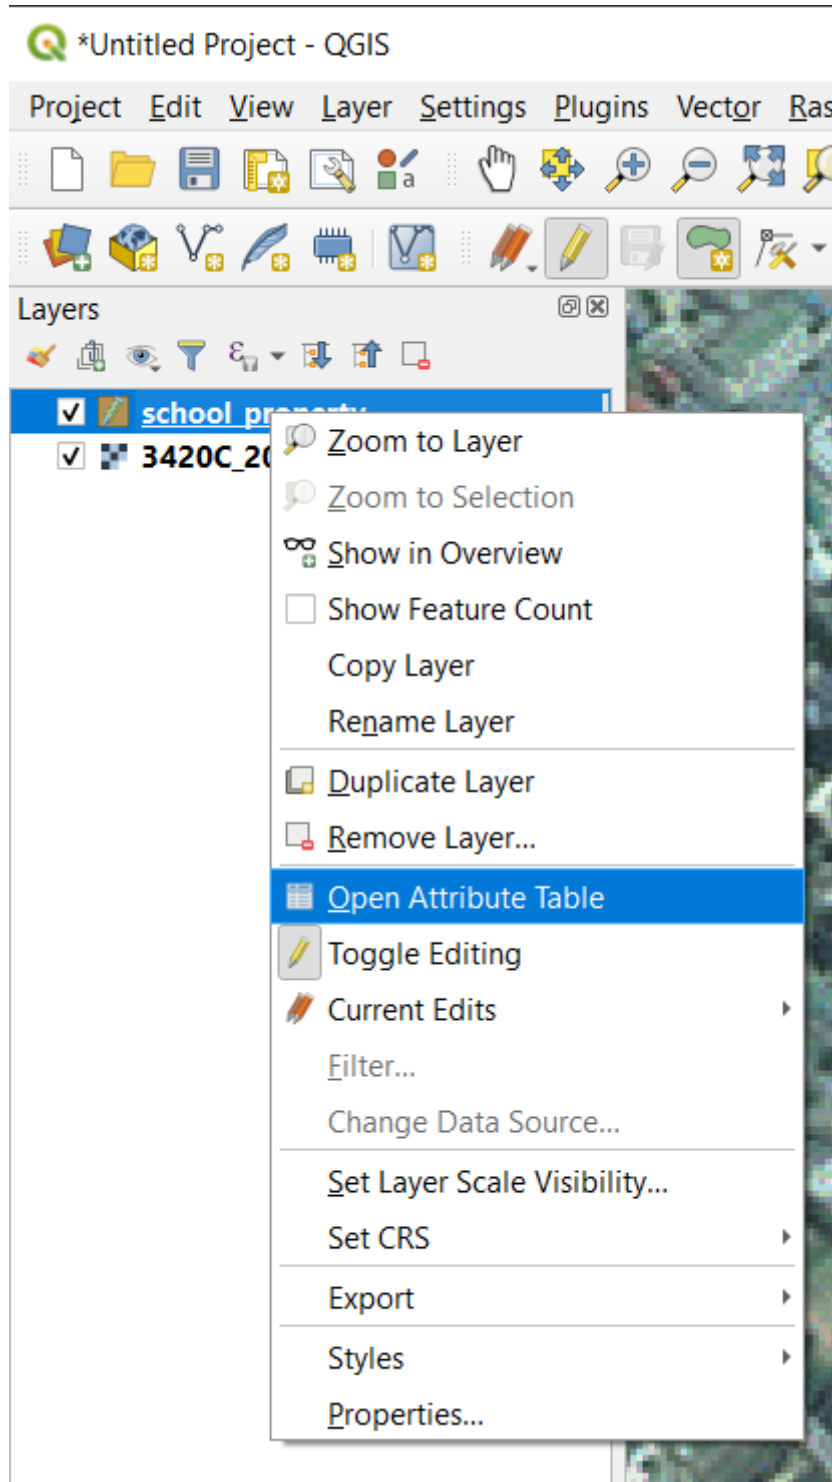 *Untitled Project - QGIS
Project Edit View Layer Settings Plugins Vector Ras
a
Layers
school_property
3420C_20
Zoom to Layer
Zoom to Selection
Show in Overview
Show Feature Count
Copy Layer
Rename Layer
Duplicate Layer
Remove Layer...
Open Attribute Table
Toggle Editing
Current Edits
Filter...
Change Data Source...
Set Layer Scale Visibility...
Set CRS
Export
Styles
Properties...